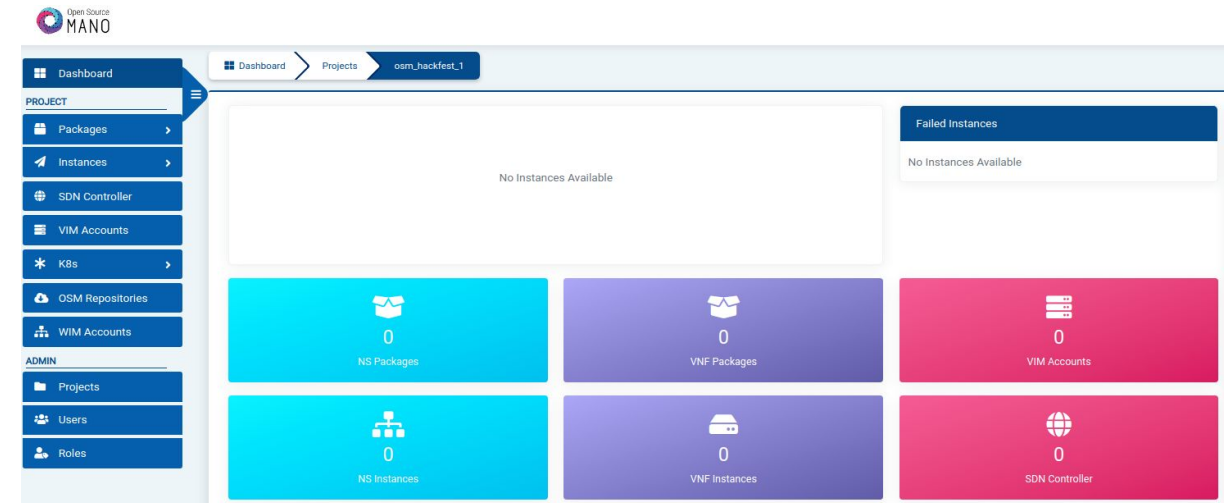 Open Source
MANO
Dashboard
PROJECT
Packages
Instances
SDN Controller
VIM Accounts
K8s
OSM Repositories
WIM Accounts
ADMIN
Projects
Users
Roles
Dashboard Projects osm_hackfest_1
No Instances Available
Failed Instances
No Instances Available
0
NS Packages
0
VNF Packages
0
VIM Accounts
0
NS Instances
0
VNF Instances
0
SDN Controller